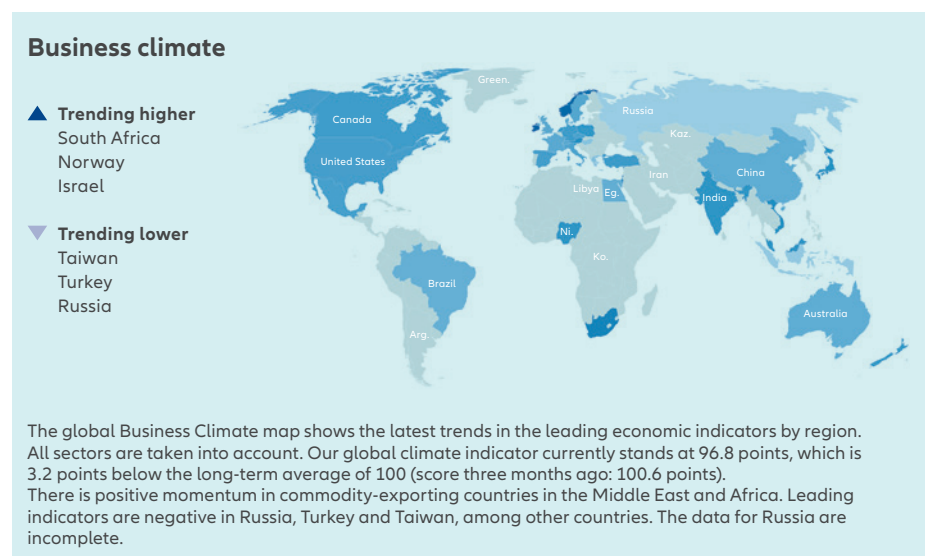 Business climate
Trending higher
South Africa
Norway
Israel
Trending lower
Taiwan
Turkey
Russia
Green.
Canada
Russia
Kaz.
United States
Iran
China
Libya
Eg.
India
Ni.
Ko.
Brazil
Australia
Arg.
The global Business Climate map shows the latest trends in the leading economic indicators by region.
All sectors are taken into account. Our global climate indicator currently stands at 96.8 points, which is
3.2 points below the long-term average of 100 (score three months ago: 100.6 points).
There is positive momentum in commodity-exporting countries in the Middle East and Africa. Leading
indicators are negative in Russia, Turkey and Taiwan, among other countries. The data for Russia are
incomplete.